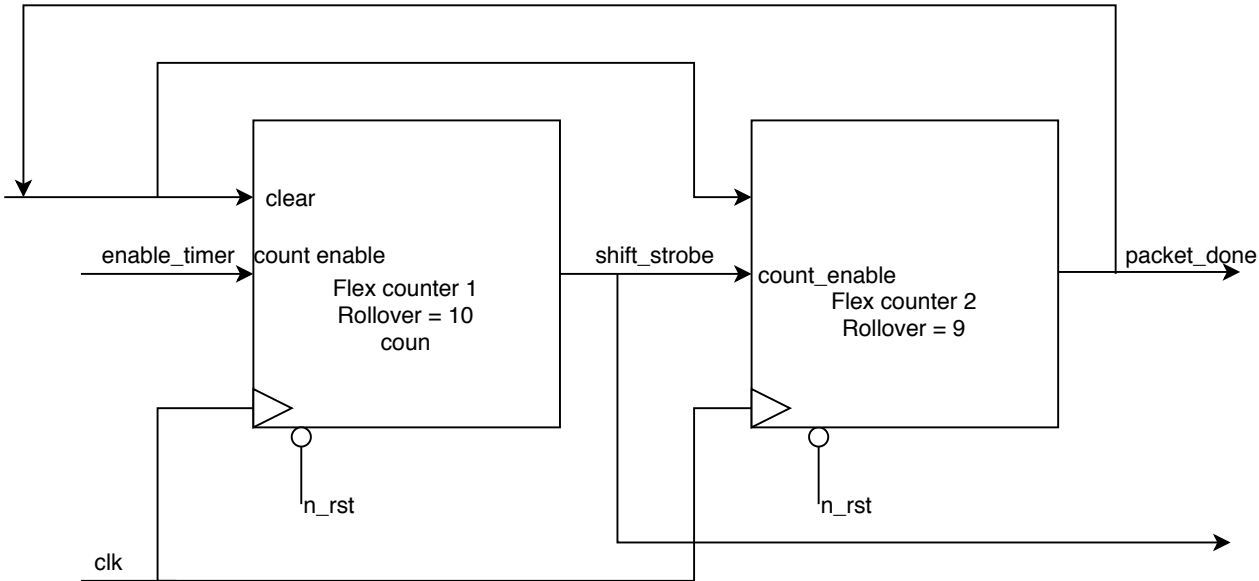 clear
enable_timer
count enable
Flex counter 1
Rollover = 10
coun
shift_strobe
count_enable
Flex counter 2
Rollover = 9
packet_done
n_rst
n_rst
clk